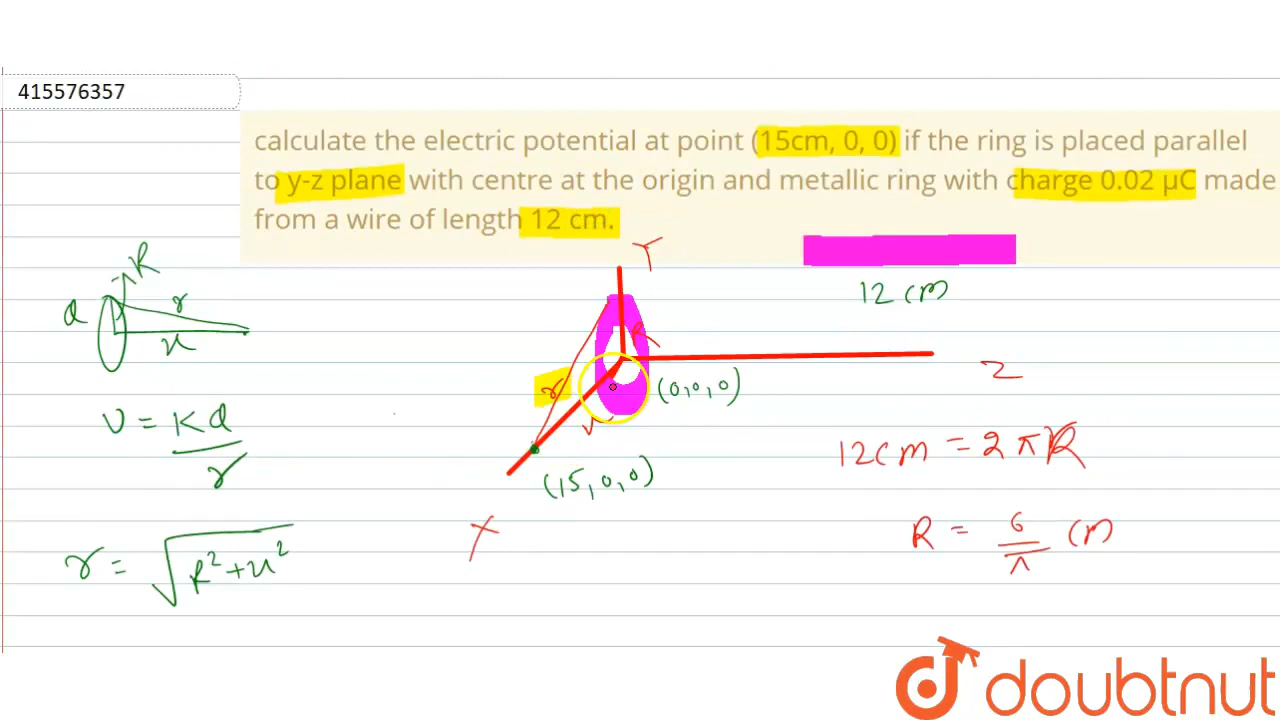 415576357
calculate the electric potential at point (15cm, 0, 0) if the ring is placed parallel
to y-z plane with centre at the origin and metallic ring with charge 0.02 μC made
from a wire of length 12 cm.
12 cm
R
r
x
Y
R
Z
r
(0,0,0)
(15,0,0)
X
V = KQ/r
r = √R²+x²
12cm = 2πR
R = 6/π cm
doubtnut